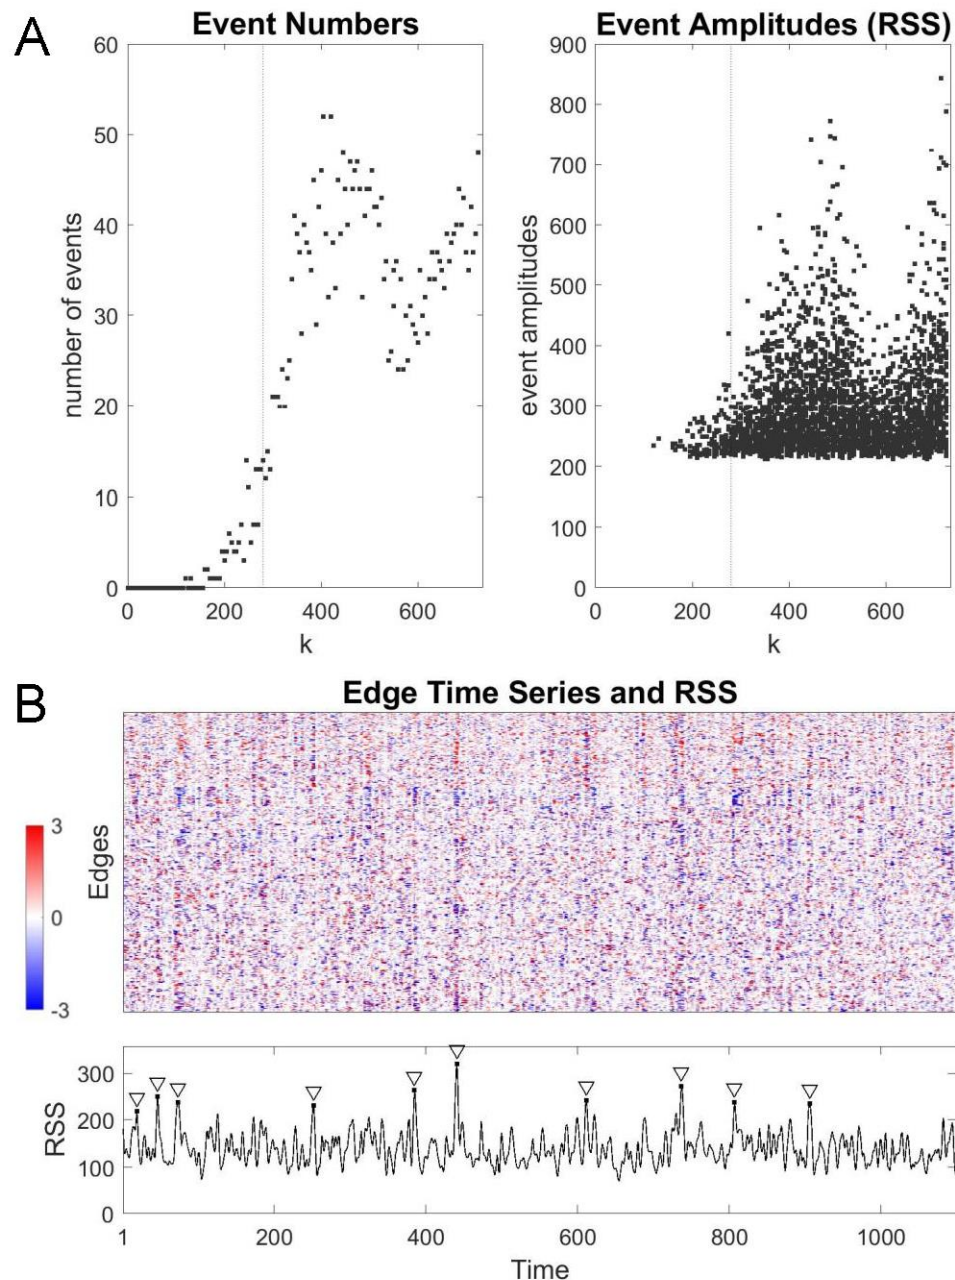 A
Event Numbers
number of events
60
50
40
30
20
10
0
0 200 400 600
k
Event Amplitudes (RSS)
event amplitudes
900
800
700
600
500
400
300
200
100
0
0 200 400 600
k
B
Edge Time Series and RSS
3
0
-3
Edges
RSS
300
200
100
0
1 200 400 600 800 1000
Time